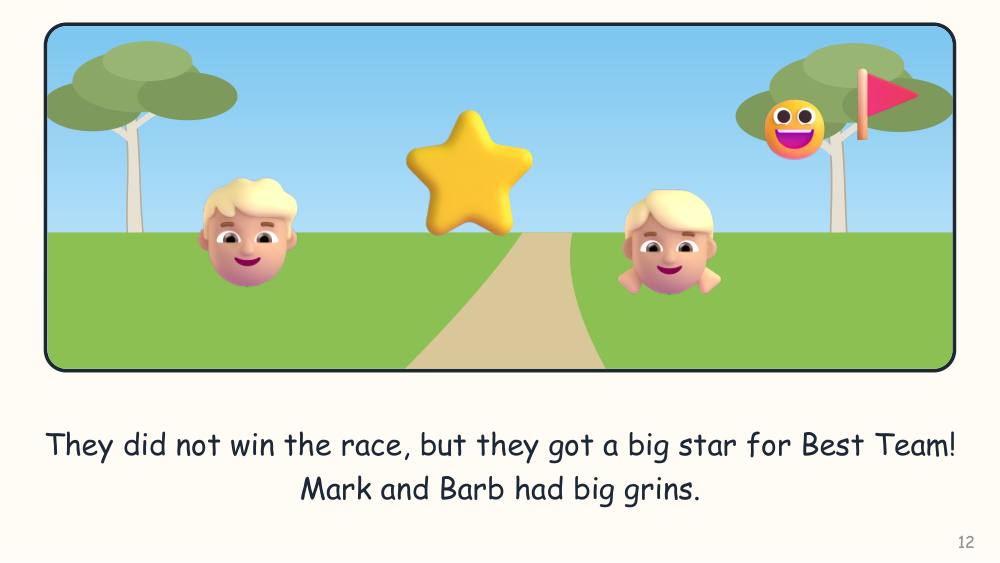 They did not win the race, but they got a big star for Best Team!
Mark and Barb had big grins.
12